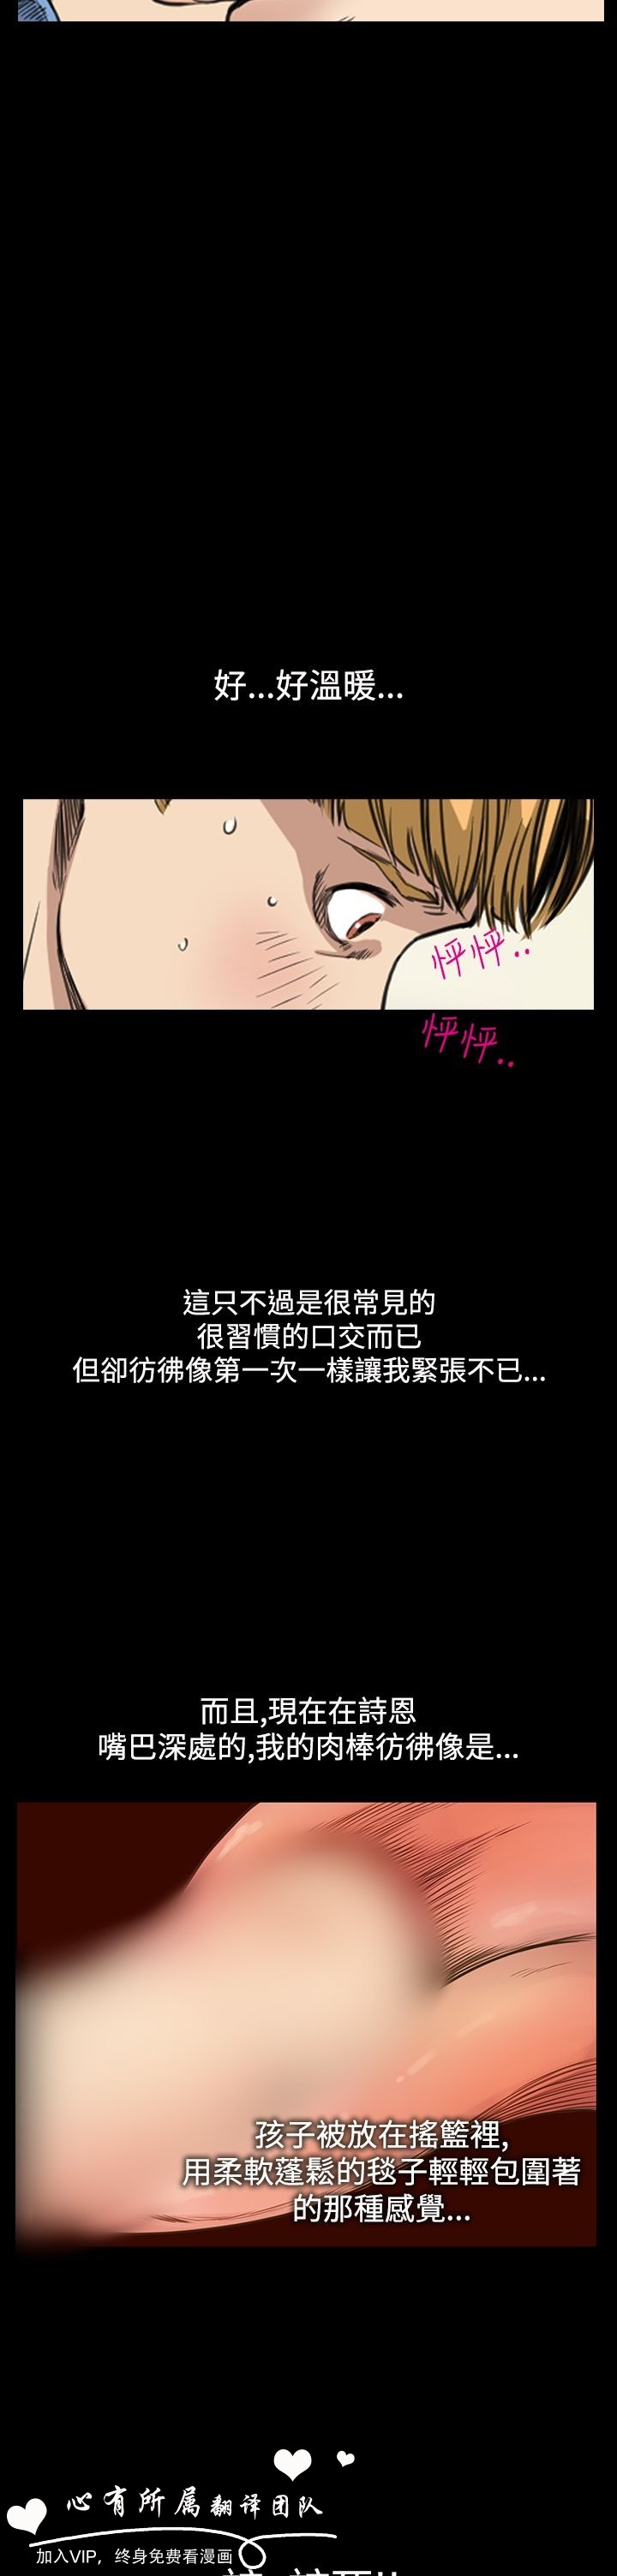 好...好溫暖...
怦怦..
怦怦..
這只不過是很常見的
很習慣的口交而已
但卻彷彿像第一次一樣讓我緊張不已...
而且,現在在詩恩
嘴巴深處的,我的肉棒彷彿像是...
孩子被放在搖籃裡,
用柔軟蓬鬆的毯子輕輕包圍著
的那種感覺...
心有所属翻译团队
加入VIP，终身免费看漫画